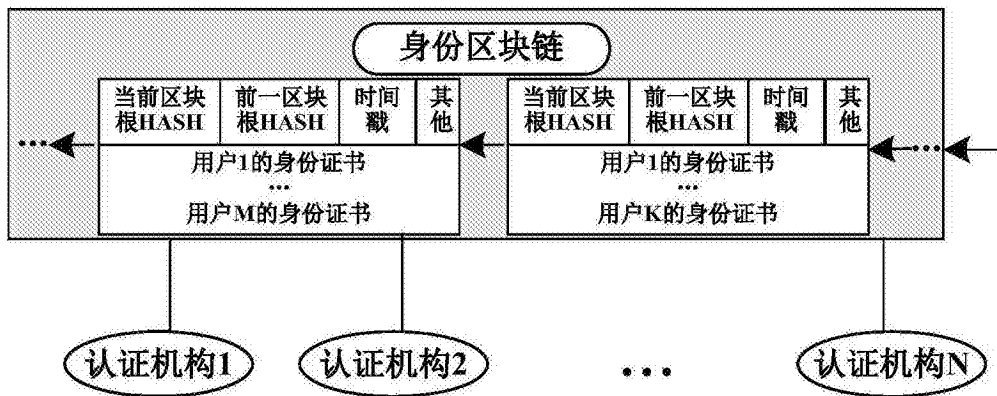 身份区块链
当前区块 前一区块 时间 其 当前区块 前一区块 时间 其
根HASH 根HASH 戳 他 根HASH 根HASH 戳 他
... ...
用户1的身份证书 用户1的身份证书
... ...
用户M的身份证书 用户K的身份证书
认证机构1 认证机构2 ... 认证机构N